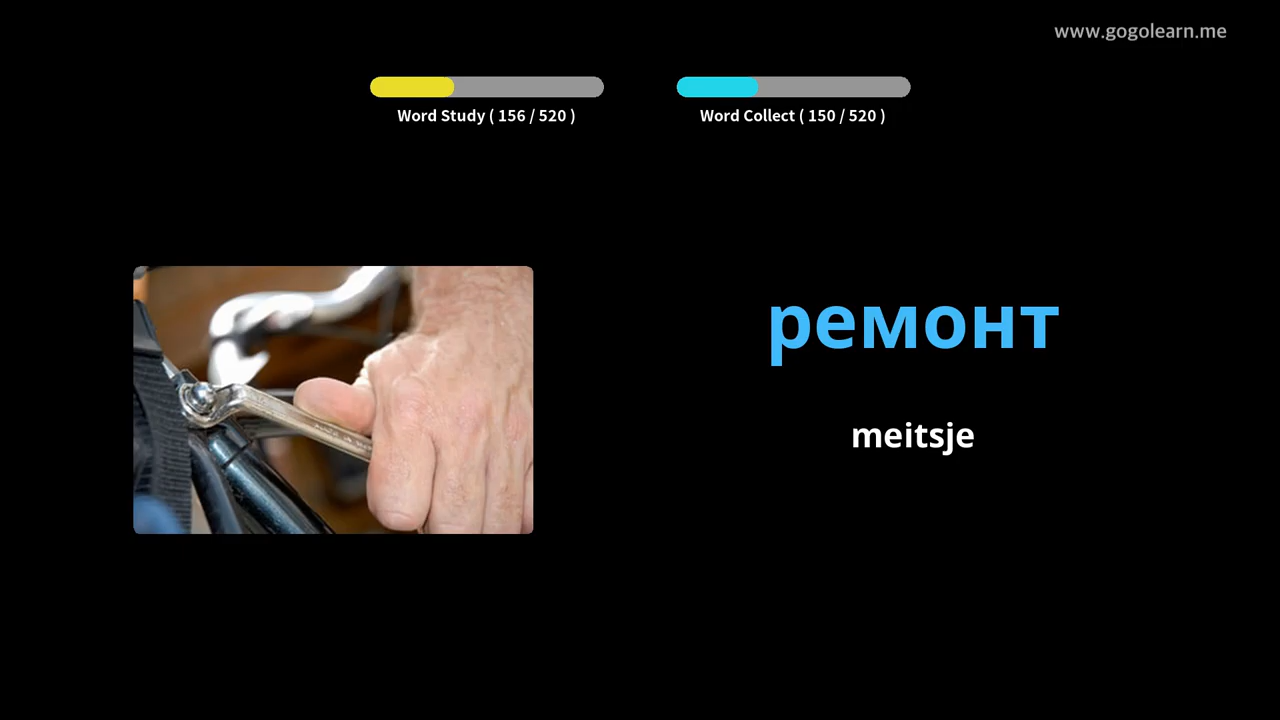 www.gogolearn.me
Word Study ( 156 / 520 )
Word Collect ( 150 / 520 )
ремонт
meitsje